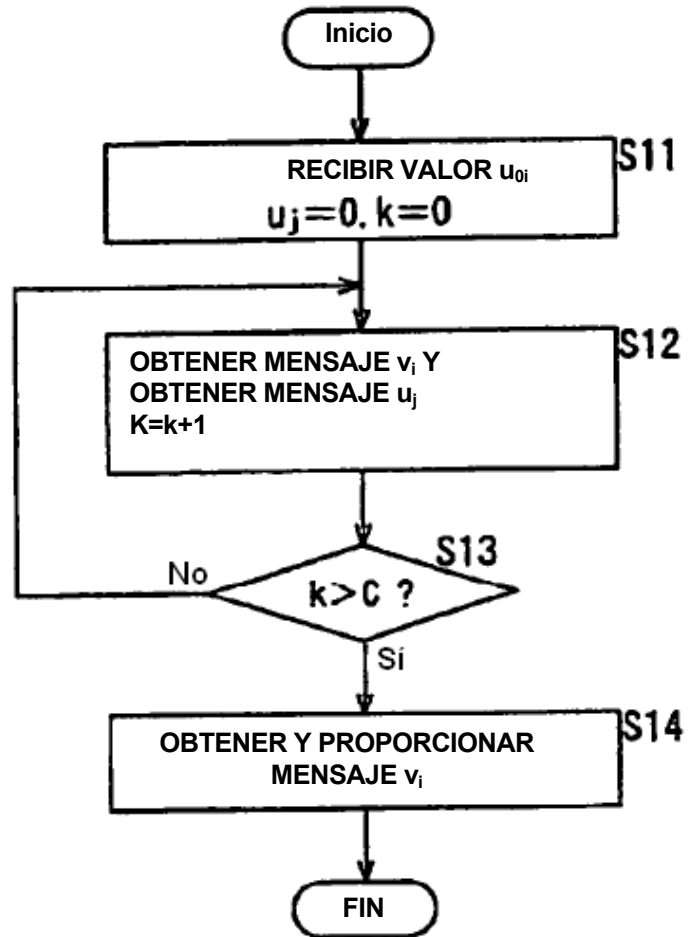 Inicio
S11
RECIBIR VALOR u0i
uj=0, k=0
S12
OBTENER MENSAJE vi Y
OBTENER MENSAJE uj
K=k+1
S13
No
k>C ?
Sí
S14
OBTENER Y PROPORCIONAR
MENSAJE vi
FIN